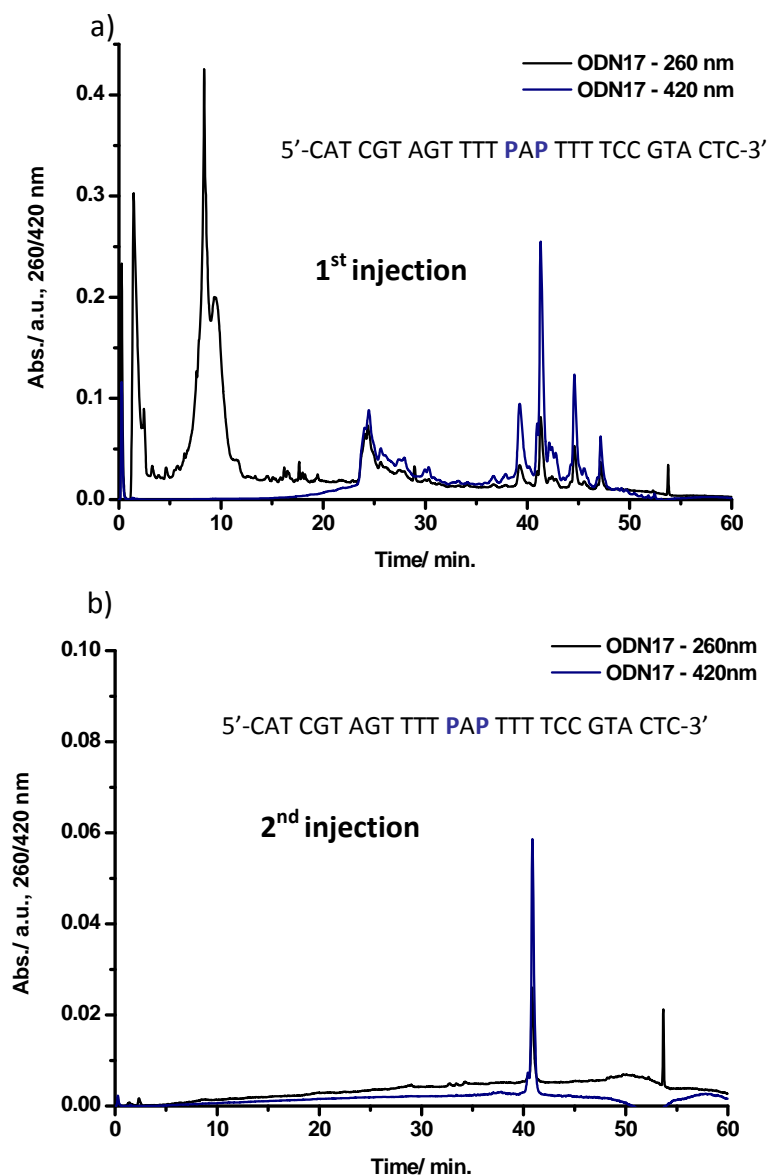 a)
ODN17 - 260 nm
ODN17 - 420 nm
5’-CAT CGT AGT TTT PAP TTT TCC GTA CTC-3’
1st injection
Abs./ a.u., 260/420 nm
0.4
0.3
0.2
0.1
0.0
0 10 20 30 40 50 60
Time/ min.
b)
ODN17 - 260nm
ODN17 - 420nm
5’-CAT CGT AGT TTT PAP TTT TCC GTA CTC-3’
2nd injection
Abs./ a.u., 260/420 nm
0.10
0.08
0.06
0.04
0.02
0.00
0 10 20 30 40 50 60
Time/ min.